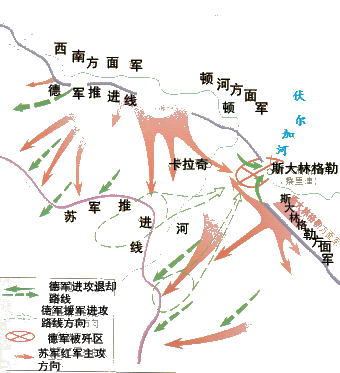 西南方面军
德军推进线
顿河方面军
顿
伏尔加河
卡拉奇
斯大林格勒
斯大林格勒方面军
苏军推进线
河
德军进攻退却
路线
德军援军进攻
路线方向
德军被歼区
苏军红军主攻
方向